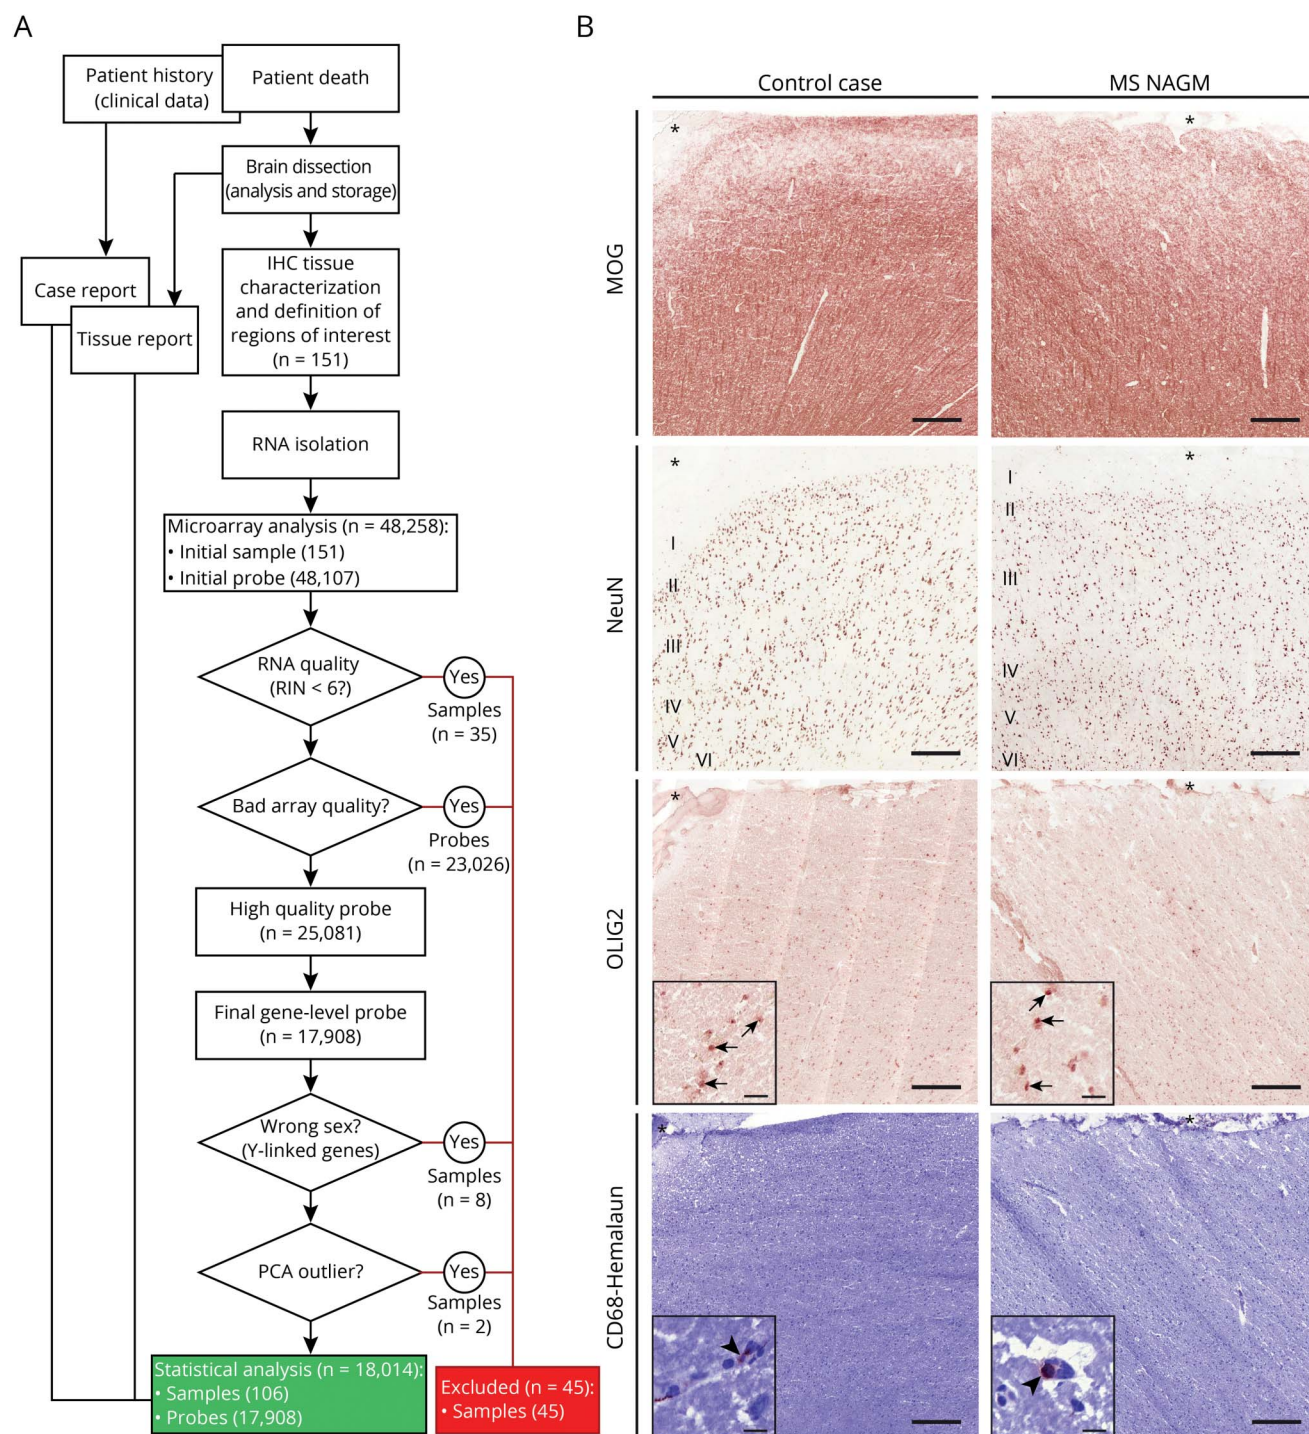 A
Patient history
(clinical data)
Patient death
Brain dissection
(analysis and storage)
Case report
Tissue report
IHC tissue
characterization
and definition of
regions of interest
(n = 151)
RNA isolation
Microarray analysis (n = 48,258):
• Initial sample (151)
• Initial probe (48,107)
RNA quality
(RIN < 6?)
Yes
Samples
(n = 35)
Bad array quality?
Yes
Probes
(n = 23,026)
High quality probe
(n = 25,081)
Final gene-level probe
(n = 17,908)
Wrong sex?
(Y-linked genes)
Yes
Samples
(n = 8)
PCA outlier?
Yes
Samples
(n = 2)
Statistical analysis (n = 18,014):
• Samples (106)
• Probes (17,908)
Excluded (n = 45):
• Samples (45)
B
Control case
MS NAGM
MOG
*
*
NeuN
*
I
II
III
IV
V
VI
*
I
II
III
IV
V
VI
OLIG2
*
*
CD68-Hemalaun
*
*